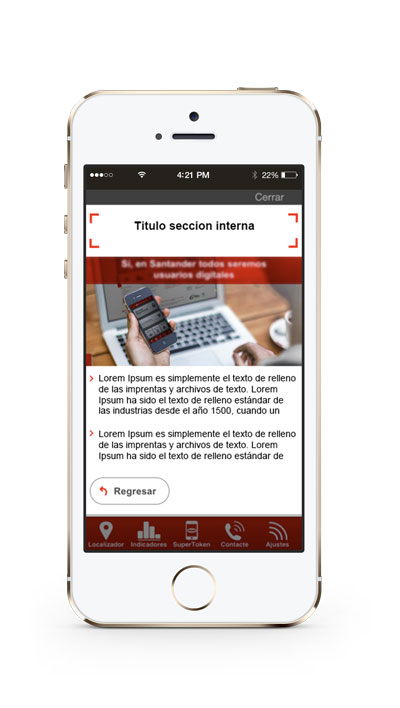 4:21 PM
22%
Cerrar
Titulo seccion interna
Sí, en Santander todos seremos
usuarios digitales
Lorem Ipsum es simplemente el texto de relleno
de las imprentas y archivos de texto. Lorem
Ipsum ha sido el texto de relleno estándar de
las industrias desde el año 1500, cuando un
Lorem Ipsum es simplemente el texto de relleno
de las imprentas y archivos de texto. Lorem
Ipsum ha sido el texto de relleno estándar de
Regresar
Localizador Indicadores SuperToken Contacto Ajustes